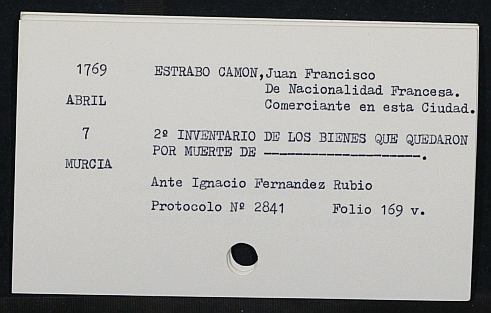 1769 ESTRABO CAMON,Juan Francisco
De Nacionalidad Francesa.
ABRIL Comerciante en esta Ciudad.
7 2º INVENTARIO DE LOS BIENES QUE QUEDARON
POR MUERTE DE --------------------.
MURCIA
Ante Ignacio Fernandez Rubio
Protocolo Nº 2841 Folio 169 v.